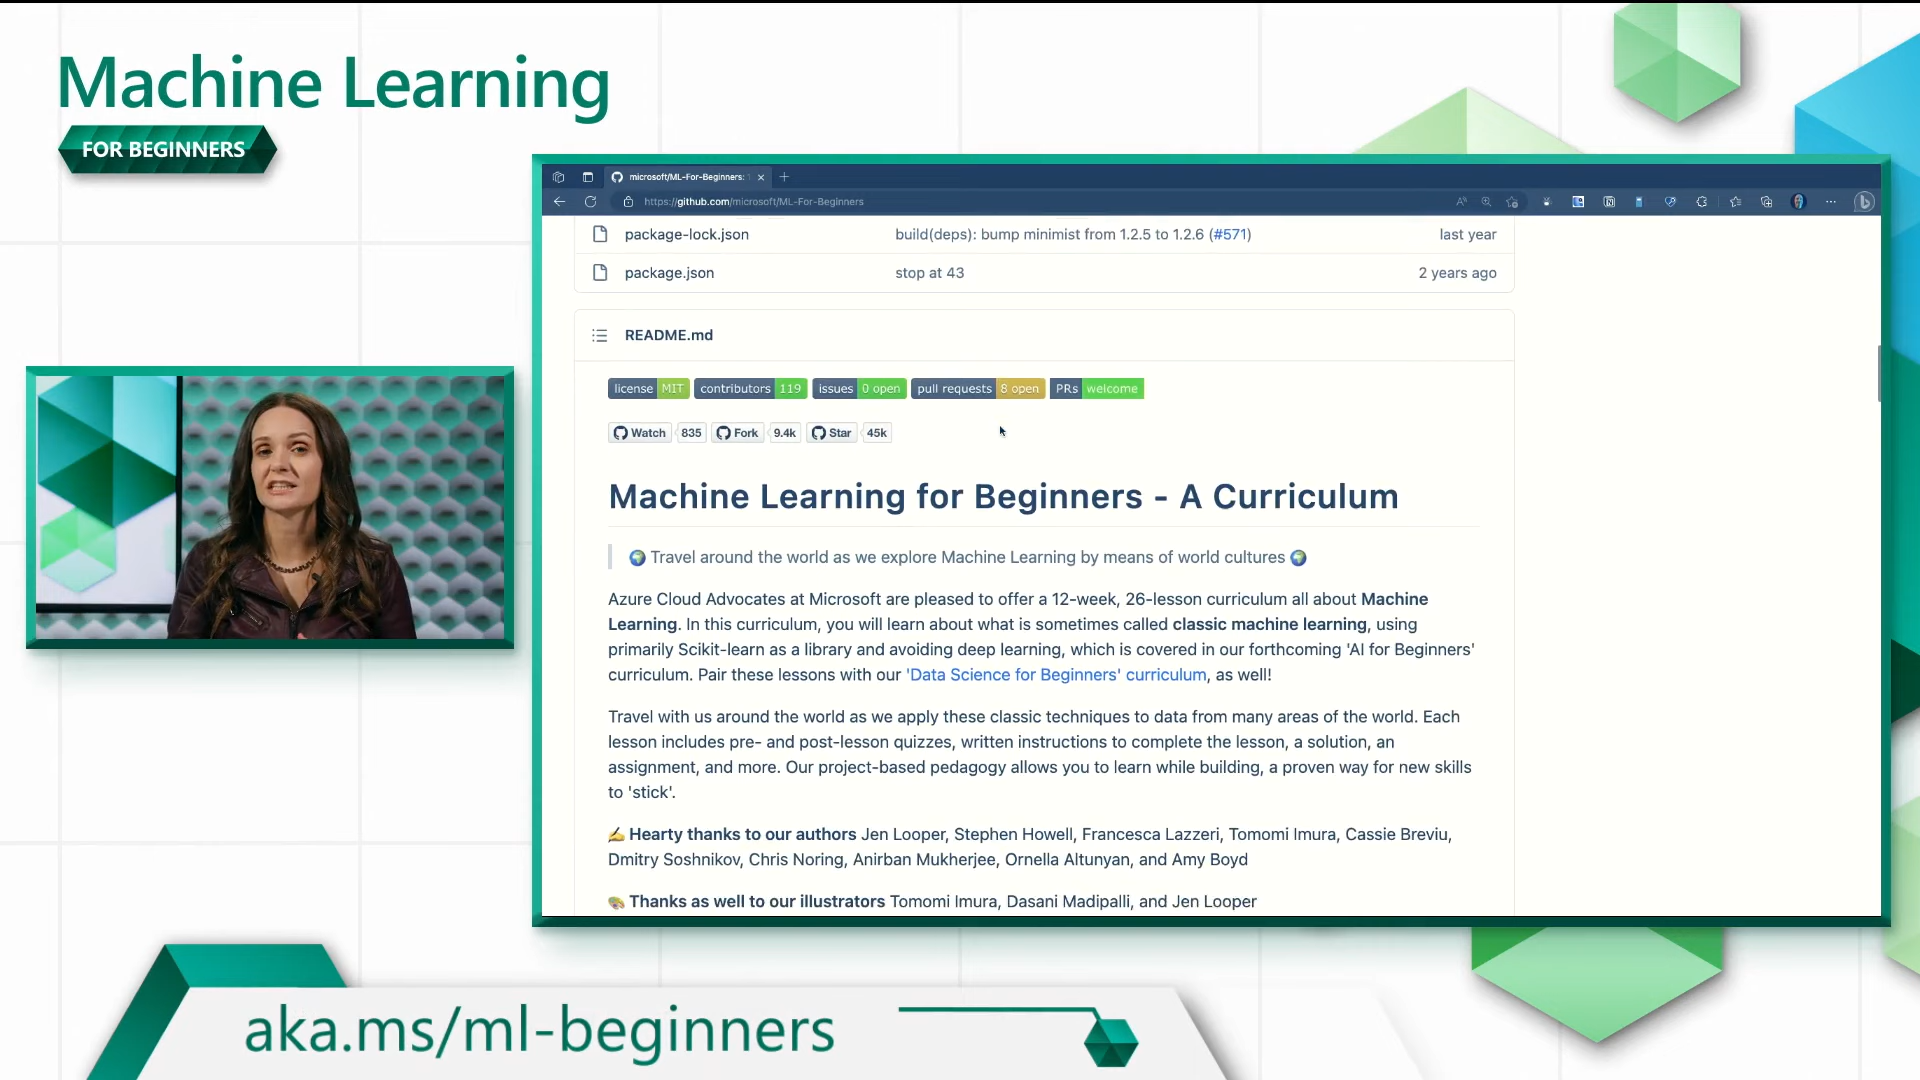 Machine Learning
FOR BEGINNERS
microsoft/ML-For-Beginners:
https://github.com/microsoft/ML-For-Beginners
package-lock.json build(deps): bump minimist from 1.2.5 to 1.2.6 (#571) last year
package.json stop at 43 2 years ago
README.md
license MIT contributors 119 issues 0 open pull requests 8 open PRs welcome
Watch 835 Fork 9.4k Star 45k
Machine Learning for Beginners - A Curriculum
🌍 Travel around the world as we explore Machine Learning by means of world cultures 🌍
Azure Cloud Advocates at Microsoft are pleased to offer a 12-week, 26-lesson curriculum all about Machine
Learning. In this curriculum, you will learn about what is sometimes called classic machine learning, using
primarily Scikit-learn as a library and avoiding deep learning, which is covered in our forthcoming 'AI for Beginners'
curriculum. Pair these lessons with our 'Data Science for Beginners' curriculum, as well!
Travel with us around the world as we apply these classic techniques to data from many areas of the world. Each
lesson includes pre- and post-lesson quizzes, written instructions to complete the lesson, a solution, an
assignment, and more. Our project-based pedagogy allows you to learn while building, a proven way for new skills
to 'stick'.
✍️ Hearty thanks to our authors Jen Looper, Stephen Howell, Francesca Lazzeri, Tomomi Imura, Cassie Breviu,
Dmitry Soshnikov, Chris Noring, Anirban Mukherjee, Ornella Altunyan, and Amy Boyd
🎨 Thanks as well to our illustrators Tomomi Imura, Dasani Madipalli, and Jen Looper
aka.ms/ml-beginners